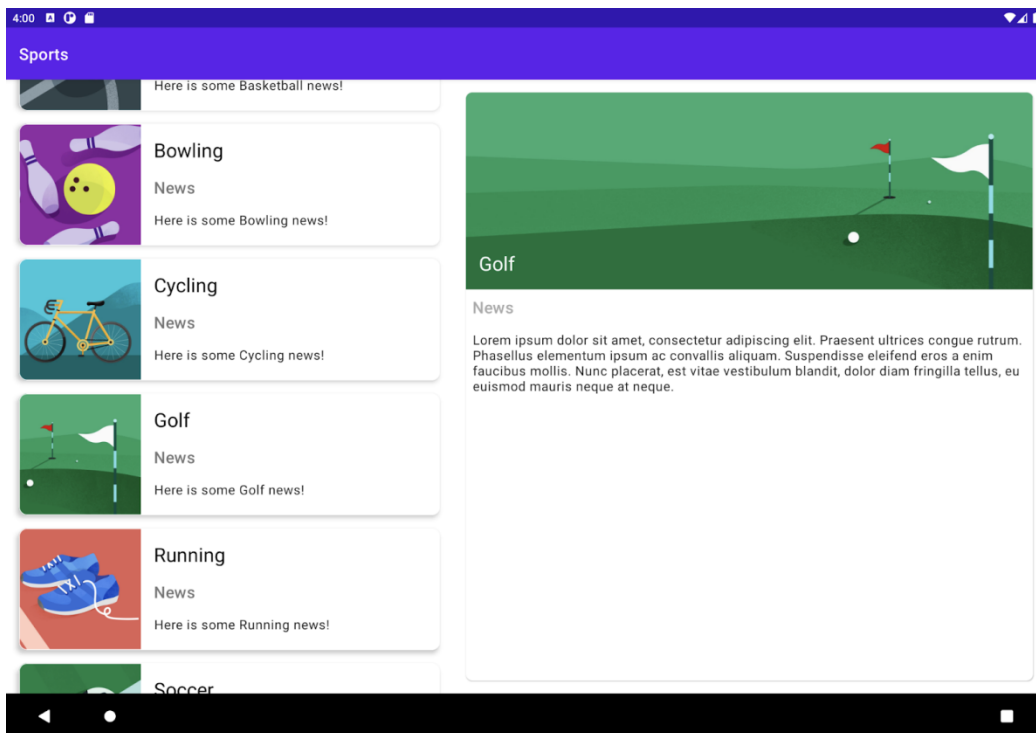 4:00
Sports
Here is some Basketball news!
Bowling
News
Here is some Bowling news!
Cycling
News
Here is some Cycling news!
Golf
News
Here is some Golf news!
Running
News
Here is some Running news!
Soccer
Golf
News
Lorem ipsum dolor sit amet, consectetur adipiscing elit. Praesent ultrices congue rutrum.
Phasellus elementum ipsum ac convallis aliquam. Suspendisse eleifend eros a enim
faucibus mollis. Nunc placerat, est vitae vestibulum blandit, dolor diam fringilla tellus, eu
euismod mauris neque at neque.